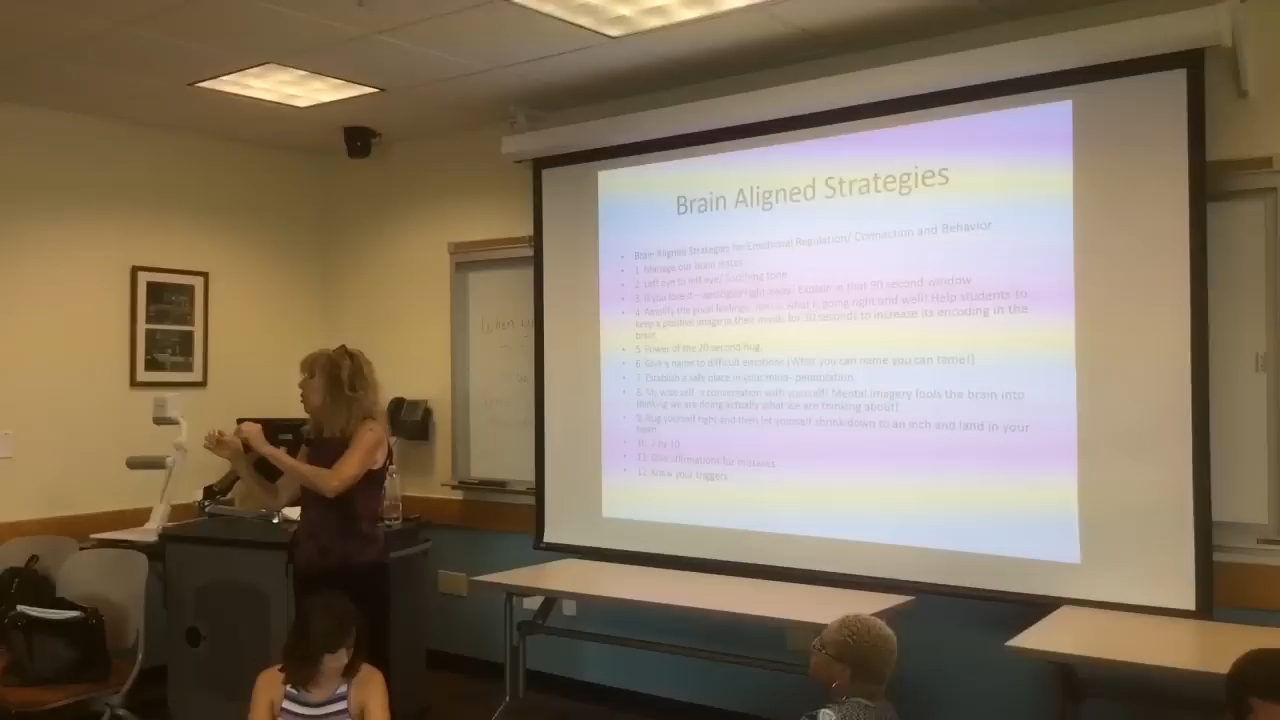 Brain Aligned Strategies
• Brain Aligned Strategies for Emotional Regulation/ Connection and Behavior
• 1. Manage our brain states
• 2. Left eye to left eye/ Soothing tone
• 3. If you lose it—apologize right away! Explain in that 90 second window
• 4. Amplify the good feelings, what is going right and well! Help students to
keep a positive image in their minds for 30 seconds to increase its encoding in the
brain
• 5. Power of the 20 second hug.
• 6. Give a name to difficult emotions (What you can name you can tame!)
• 7. Establish a safe place in your mind- personalize
• 8. My wise self- a conversation with yourself! Mental imagery fools the brain into
thinking we are doing actually what we are thinking about)
• 9. Hug yourself tight and then let yourself shrink down to an inch and land in your
heart
• 10. 2 by 10
• 11. Give affirmations for mistakes
• 12. Know your triggers